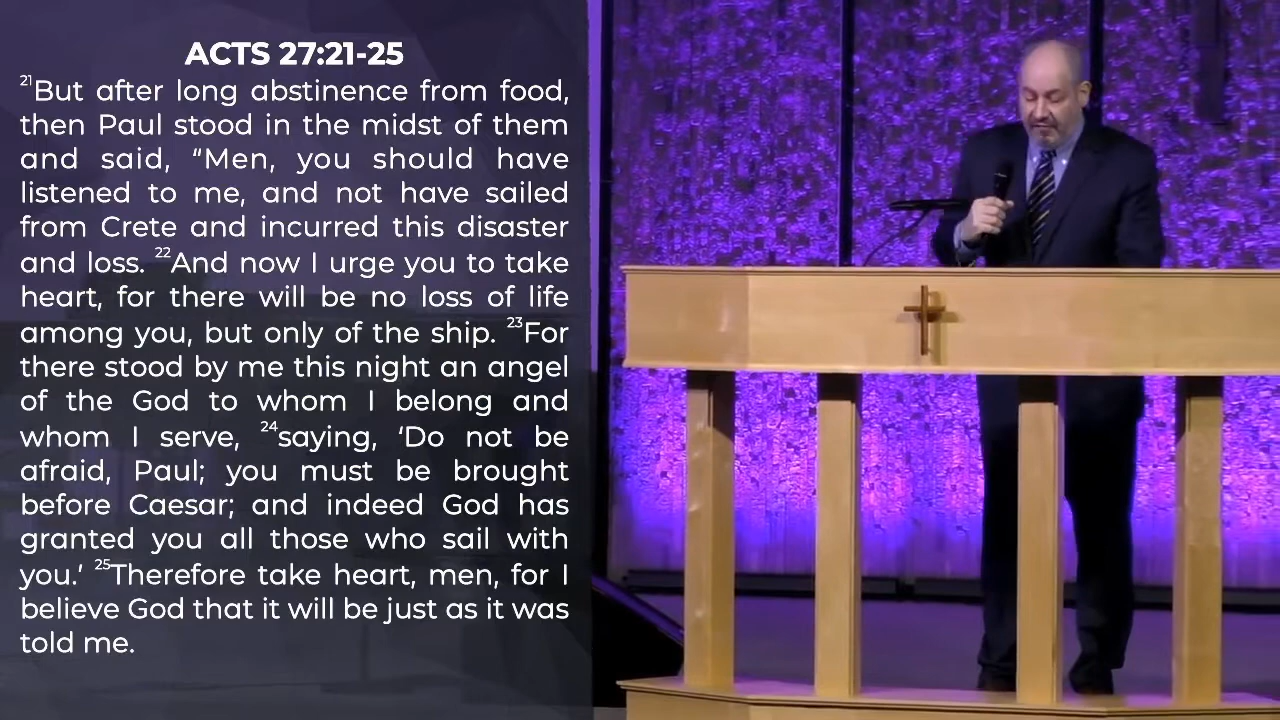 ACTS 27:21-25
²¹But after long abstinence from food,
then Paul stood in the midst of them
and said, “Men, you should have
listened to me, and not have sailed
from Crete and incurred this disaster
and loss. ²²And now I urge you to take
heart, for there will be no loss of life
among you, but only of the ship. ²³For
there stood by me this night an angel
of the God to whom I belong and
whom I serve, ²⁴saying, ‘Do not be
afraid, Paul; you must be brought
before Caesar; and indeed God has
granted you all those who sail with
you.’ ²⁵Therefore take heart, men, for I
believe God that it will be just as it was
told me.